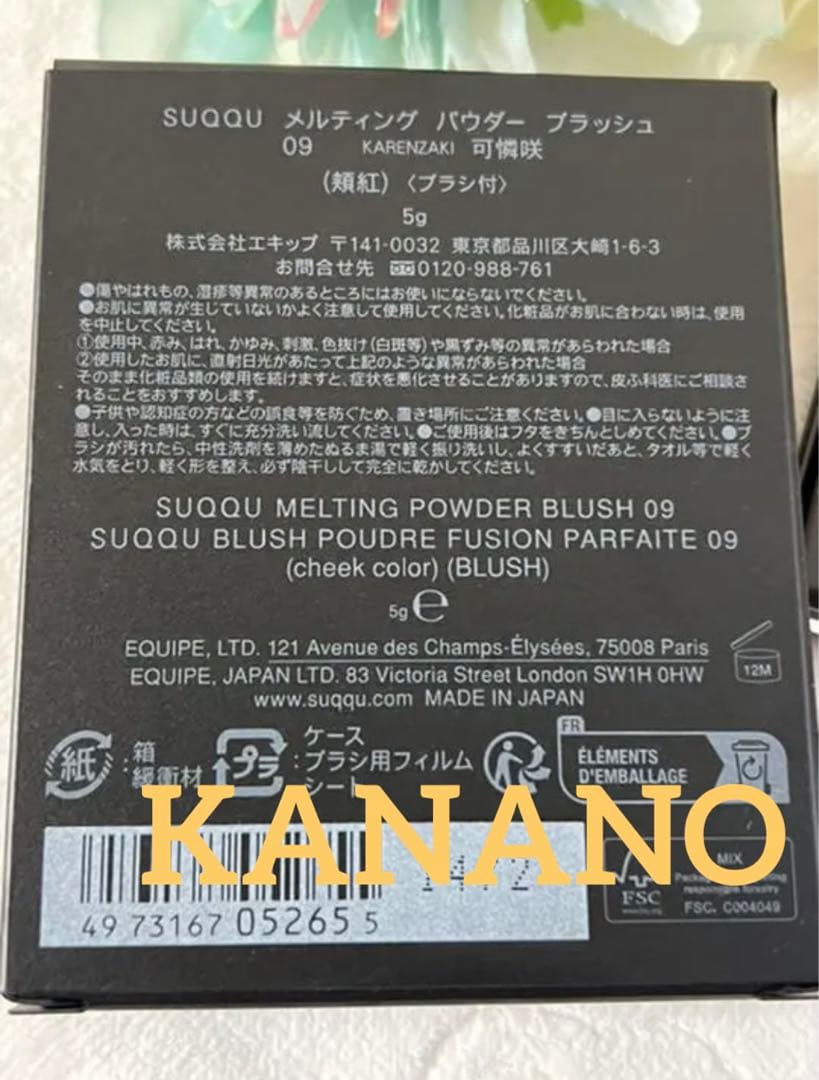 SUQQU メルティング パウダー ブラッシュ
09 KARENZAKI 可憐咲
(頬紅)〈ブラシ付〉
5g
株式会社エキップ 〒141-0032 東京都品川区大崎1-6-3
お問合せ先 0120-988-761
●傷やはれもの、湿疹等異常のあるところにはお使いにならないでください。
●お肌に異常が生じていないかよく注意して使用してください。化粧品がお肌に合わない時は、使用
を中止してください。
①使用中、赤み、はれ、かゆみ、刺激、色抜け(白斑等)や黒ずみ等の異常があらわれた場合
②使用したお肌に、直射日光があたって上記のような異常があらわれた場合
そのまま化粧品類の使用を続けますと、症状を悪化させることがありますので、皮ふ科医にご相談さ
れることをおすすめします。
●子供や認知症の方などの誤食等を防ぐため、置き場所にご注意ください。●目に入らないように注
意し、入った時は、すぐに充分洗い流してください。●ご使用後はフタをきちんとしめてください。●ブ
ラシが汚れたら、中性洗剤を薄めたぬるま湯で軽く振り洗いし、よくすすいだあと、タオル等で軽く
水気をとり、軽く形を整え、必ず陰干しして完全に乾かしてください。
SUQQU MELTING POWDER BLUSH 09
SUQQU BLUSH POUDRE FUSION PARFAITE 09
(cheek color) (BLUSH)
5g ℮
EQUIPE, LTD. 121 Avenue des Champs-Élysées, 75008 Paris
EQUIPE, JAPAN LTD. 83 Victoria Street London SW1H 0HW
www.suqqu.com MADE IN JAPAN
12M
紙 : 箱
緩衝材
プラ : ケース
ブラシ用フィルム
シート
FR
ÉLÉMENTS
D'EMBALLAGE
KANANO
49 73167 05265 5
MIX
FSC
FSC® C004049